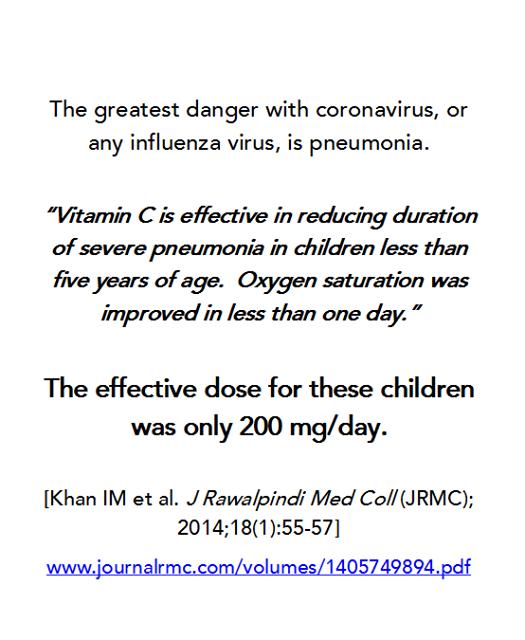 The greatest danger with coronavirus, or
any influenza virus, is pneumonia.
“Vitamin C is effective in reducing duration
of severe pneumonia in children less than
five years of age.  Oxygen saturation was
improved in less than one day.”
The effective dose for these children
was only 200 mg/day.
[Khan IM et al. J Rawalpindi Med Coll (JRMC);
2014;18(1):55-57]
www.journalrmc.com/volumes/1405749894.pdf